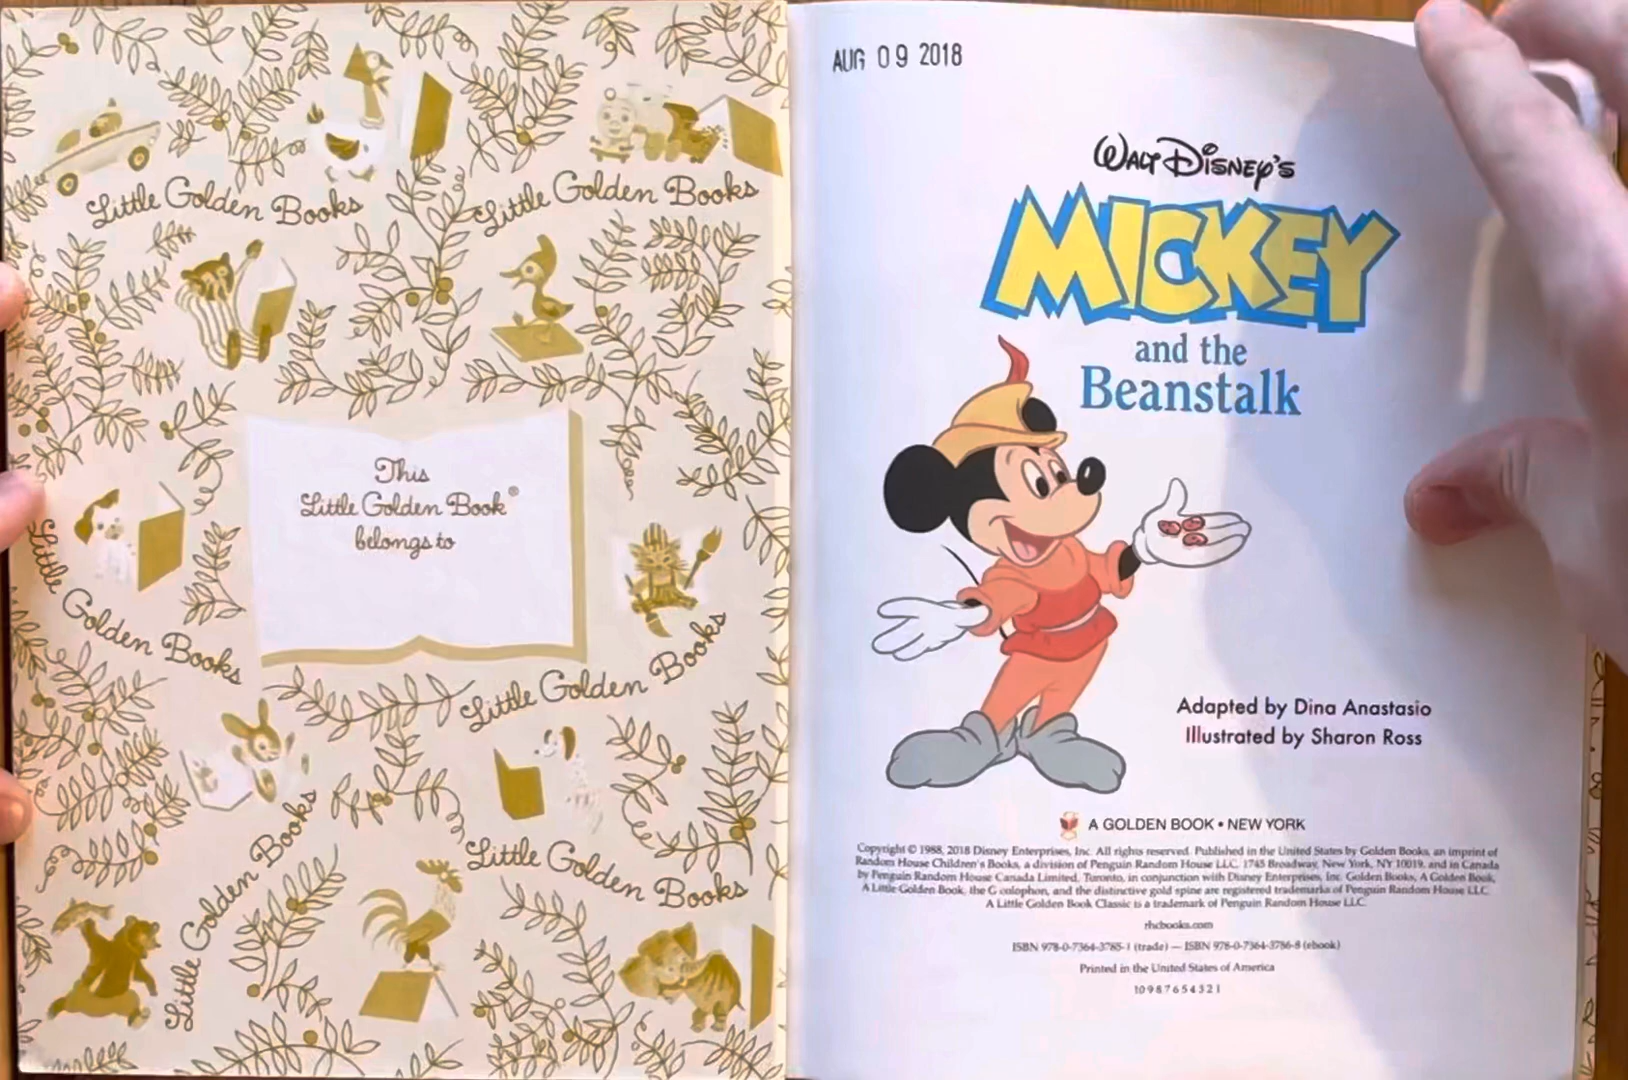 Little Golden Books
Little Golden Books
This
Little Golden Book®
belongs to
Little Golden Books
Little Golden Books
Little Golden Books
Little Golden Books
AUG 09 2018
WALT DISNEY'S
MICKEY
and the
Beanstalk
Adapted by Dina Anastasio
Illustrated by Sharon Ross
A GOLDEN BOOK • NEW YORK
Copyright © 1988, 2018 Disney Enterprises, Inc. All rights reserved. Published in the United States by Golden Books, an imprint of
Random House Children's Books, a division of Penguin Random House LLC, 1745 Broadway, New York, NY 10019, and in Canada
by Penguin Random House Canada Limited, Toronto, in conjunction with Disney Enterprises, Inc. Golden Books, A Golden Book,
A Little Golden Book, the G colophon, and the distinctive gold spine are registered trademarks of Penguin Random House LLC.
A Little Golden Book Classic is a trademark of Penguin Random House LLC.
rhcbooks.com
ISBN 978-0-7364-3785-1 (trade) — ISBN 978-0-7364-3786-8 (ebook)
Printed in the United States of America
10 9 8 7 6 5 4 3 2 1